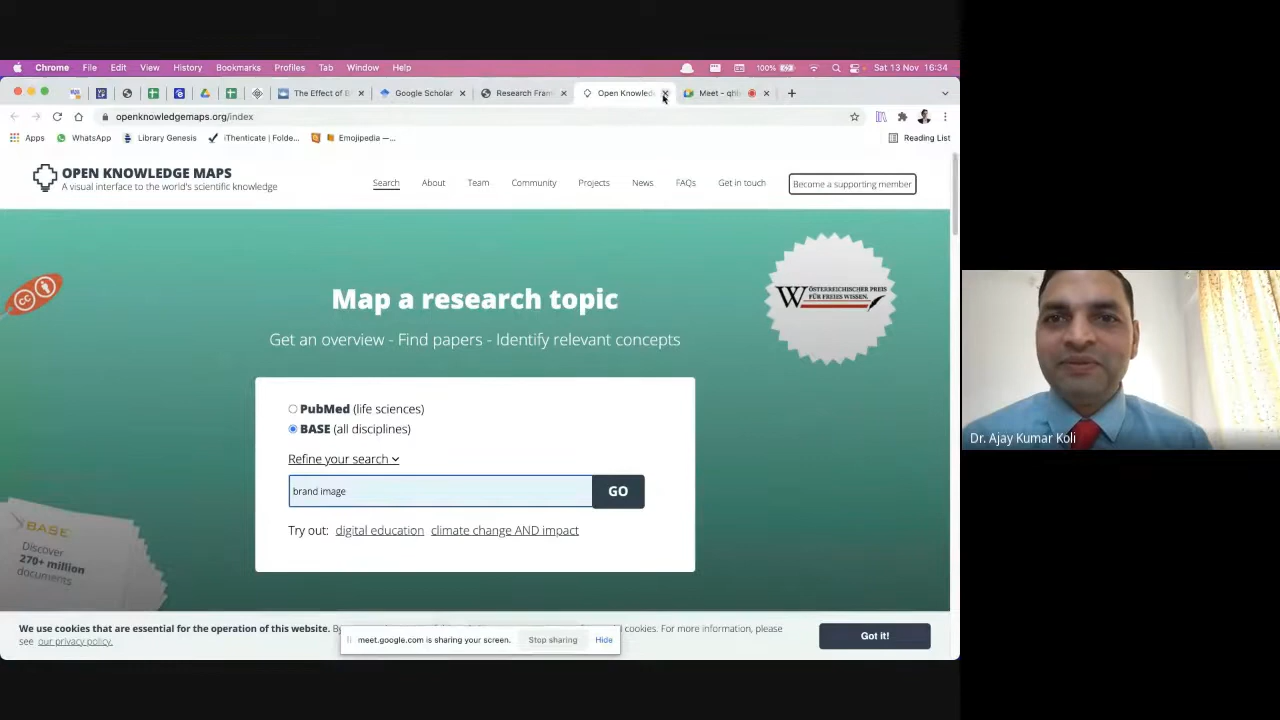 Chrome File Edit View History Bookmarks Profiles Tab Window Help 100% Sat 13 Nov 16:34
The Effect of B Google Scholar Research Fram Open Knowled Meet - qhi
openknowledgemaps.org/index
Apps WhatsApp Library Genesis iThenticate | Folde... Emojipedia —... Reading List
OPEN KNOWLEDGE MAPS
A visual interface to the world's scientific knowledge
Search About Team Community Projects News FAQs Get in touch Become a supporting member
Map a research topic
Get an overview - Find papers - Identify relevant concepts
W ÖSTERREICHISCHER PREIS
FÜR FREIES WISSEN.
PubMed (life sciences)
BASE (all disciplines)
Refine your search
brand image GO
Try out: digital education climate change AND impact
BASE
Discover
270+ million
documents
We use cookies that are essential for the operation of this website. cookies. For more information, please
see our privacy policy.
Got it!
meet.google.com is sharing your screen. Stop sharing Hide
Dr. Ajay Kumar Koli